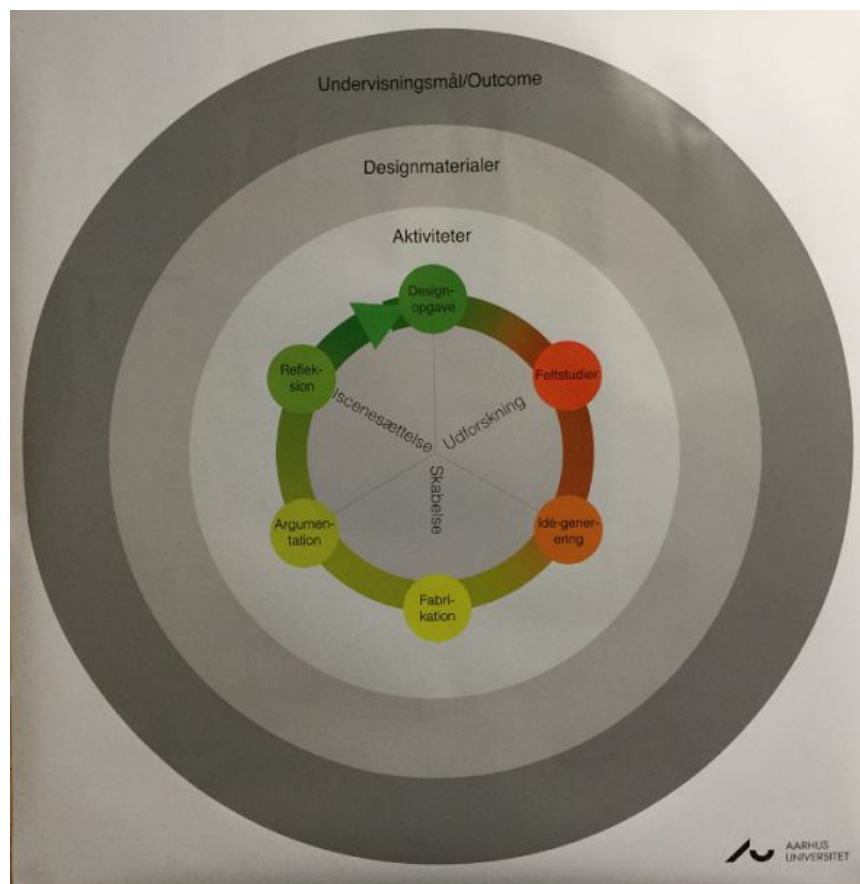 Undervisningsmål/Outcome
Designmaterialer
Aktiviteter
Design-
opgave
Feltstudier
Idé-gener-
ering
Fabri-
kation
Argumen-
tation
Reflek-
sion
Iscenesættelse
Udforskning
Skabelse
AARHUS
UNIVERSITET